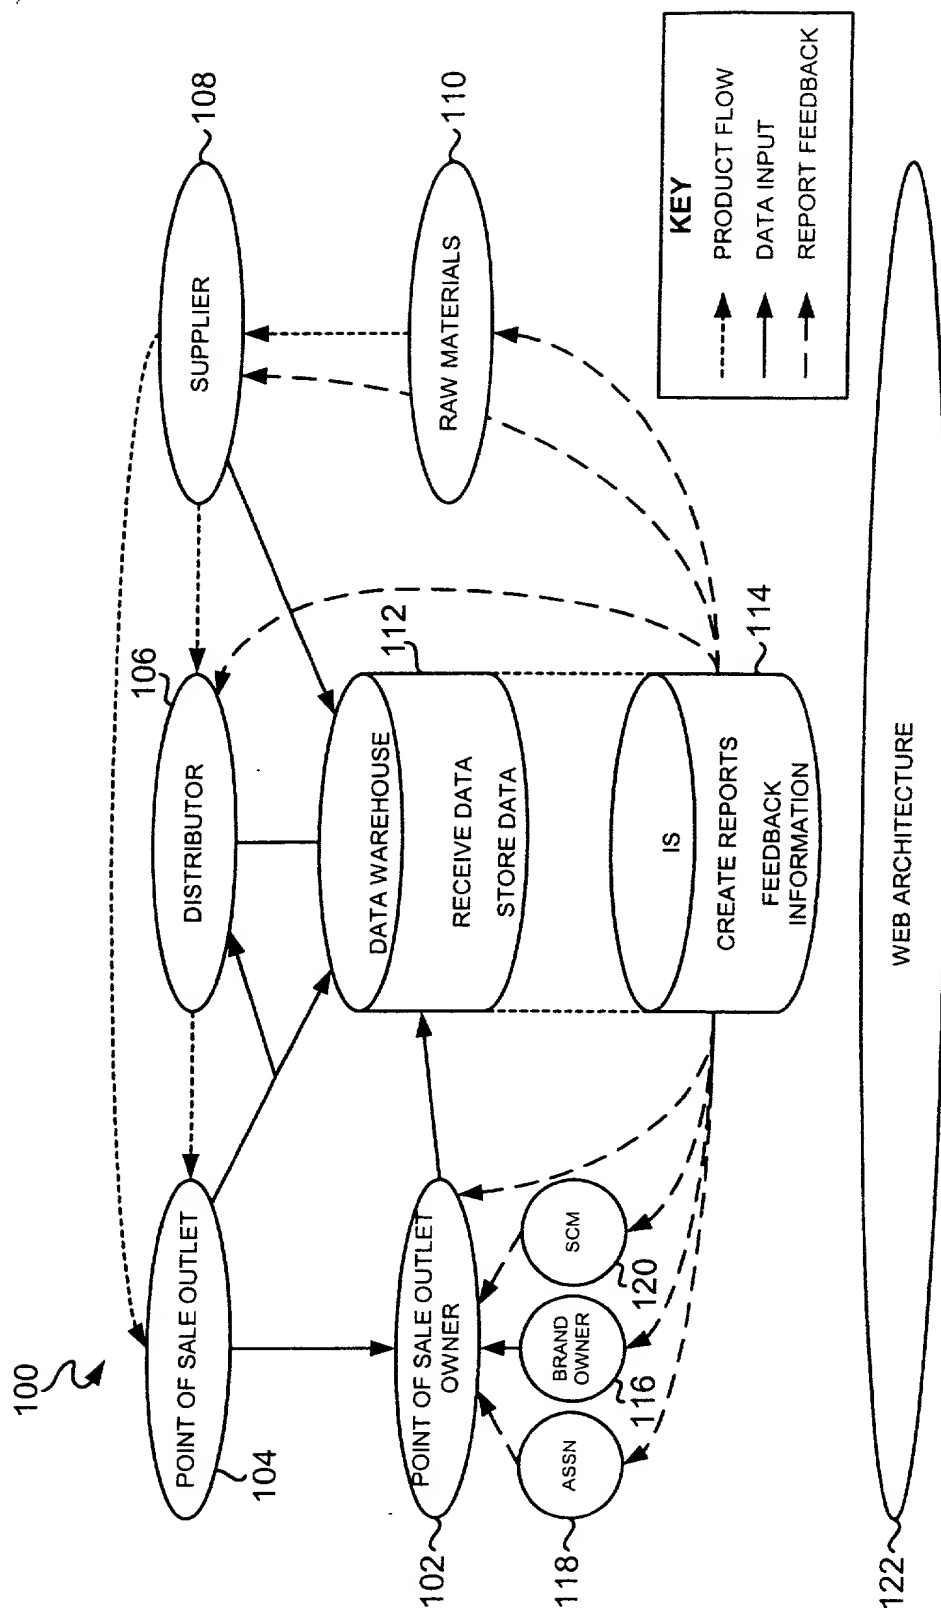 100
POINT OF SALE OUTLET
104
DISTRIBUTOR
106
SUPPLIER
108
POINT OF SALE OUTLET
OWNER
102
DATA WAREHOUSE
RECEIVE DATA
STORE DATA
112
RAW MATERIALS
110
ASSN
118
BRAND
OWNER
116
SCM
120
IS
CREATE REPORTS
FEEDBACK
INFORMATION
114
KEY
PRODUCT FLOW
DATA INPUT
REPORT FEEDBACK
WEB ARCHITECTURE
122